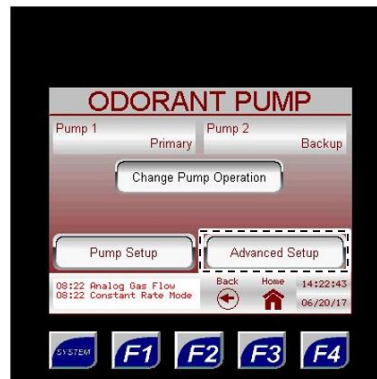 ODORANT PUMP
Pump 1
Primary
Pump 2
Backup
Change Pump Operation
Pump Setup
Advanced Setup
08:22 Analog Gas Flow
08:22 Constant Rate Mode
Back
Home
14:22:43
06/20/17
SYSTEM
F1
F2
F3
F4